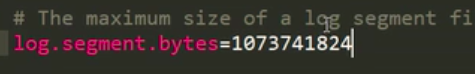 # The maximum size of a log segment fi
log.segment.bytes=1073741824